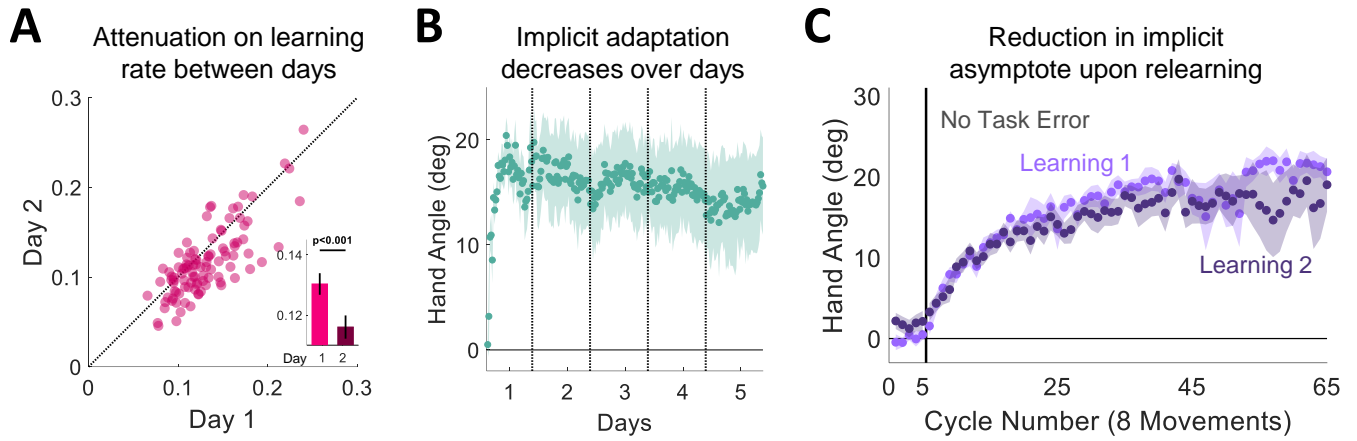 A
Attenuation on learning
rate between days
0.3
0.2
0.1
0
Day 2
0
0.1
0.2
0.3
Day 1
p<0.001
0.14
0.12
Day 1 2
B
Implicit adaptation
decreases over days
20
10
0
Hand Angle (deg)
1 2 3 4 5
Days
C
Reduction in implicit
asymptote upon relearning
30
20
10
0
Hand Angle (deg)
No Task Error
Learning 1
Learning 2
0 5 25 45 65
Cycle Number (8 Movements)